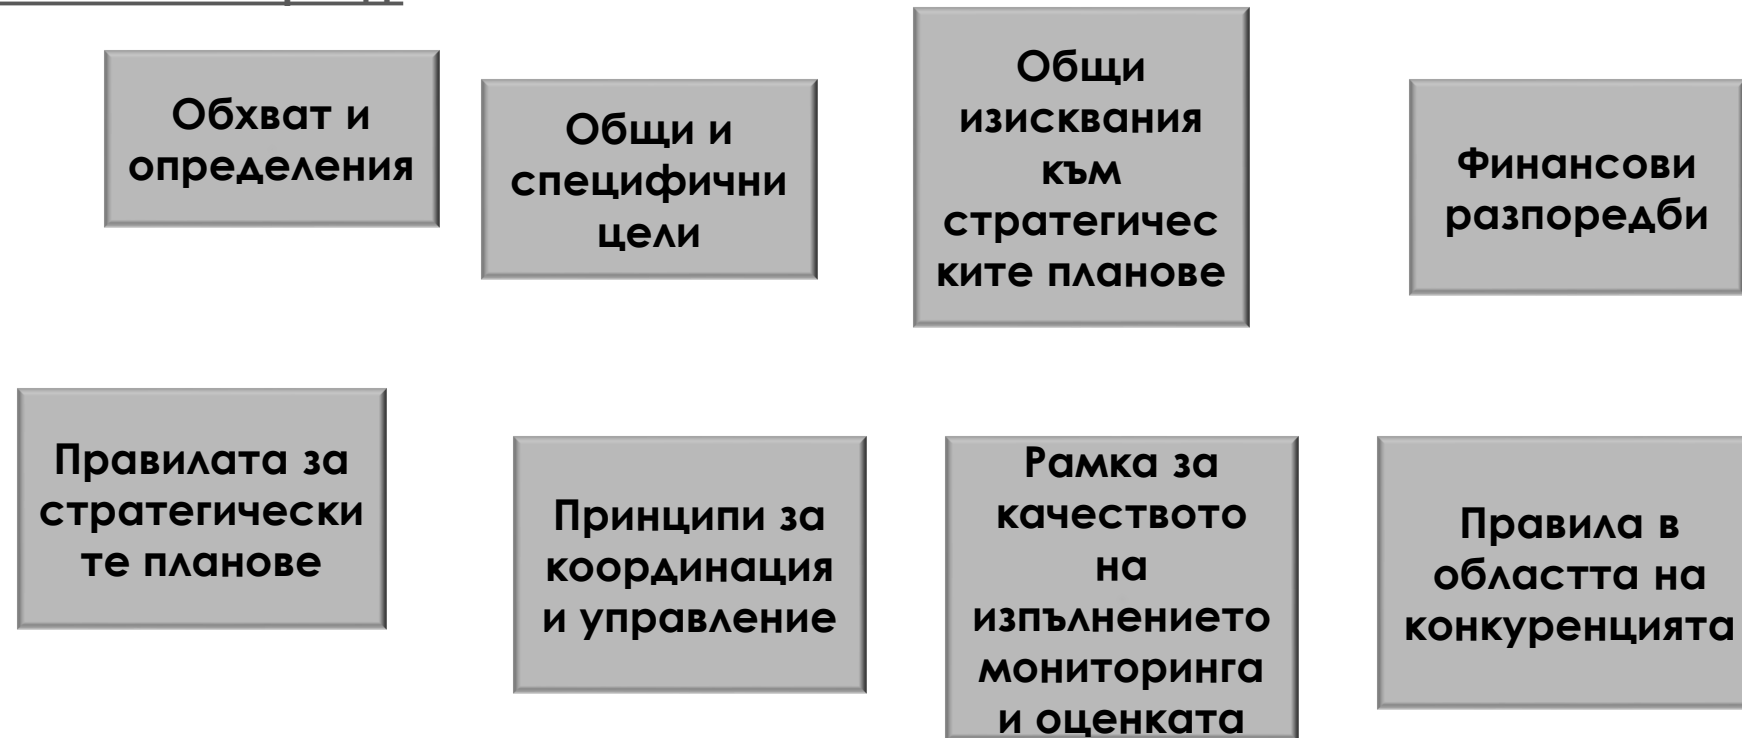 Обхват и
определения
Общи и
специфични
цели
Общи
изисквания
към
стратегичес
ките планове
Финансови
разпоредби
Правилата за
стратегически
те планове
Принципи за
координация
и управление
Рамка за
качеството
на
изпълнението
мониторинга
и оценката
Правила в
областта на
конкуренцията